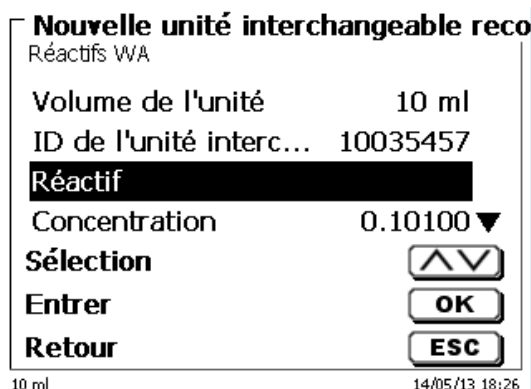 Nouvelle unité interchangeable reco
Réactifs WA
Volume de l'unité 10 ml
ID de l'unité interc... 10035457
Réactif
Concentration 0.10100 ▼
Sélection
Entrer OK
Retour ESC
10 ml 14/05/13 18:26